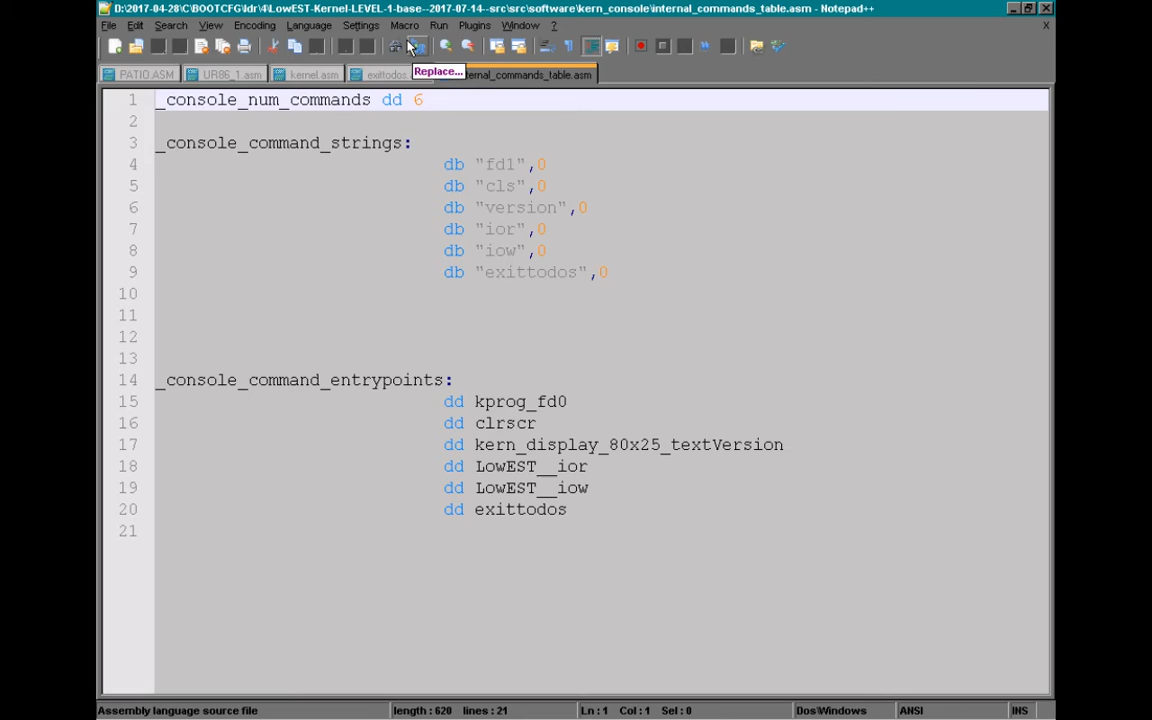 D:\2017-04-28\C\BOOTCFG\ldr\4\LowEST-Kernel-LEVEL-1-base--2017-07-14--src\src\software\kern_console\internal_commands_table.asm - Notepad++
File Edit Search View Encoding Language Settings Macro Run Plugins Window ? X
Replace...
PATIO.ASM UR86_1.asm kernel.asm exittodos. ernal_commands_table.asm
1 _console_num_commands dd 6
2
3 _console_command_strings:
4 db "fd1",0
5 db "cls",0
6 db "version",0
7 db "ior",0
8 db "iow",0
9 db "exittodos",0
10
11
12
13
14 _console_command_entrypoints:
15 dd kprog_fd0
16 dd clrscr
17 dd kern_display_80x25_textVersion
18 dd LowEST__ior
19 dd LowEST__iow
20 dd exittodos
21
Assembly language source file length : 620 lines : 21 Ln : 1 Col : 1 Sel : 0 Dos\Windows ANSI INS